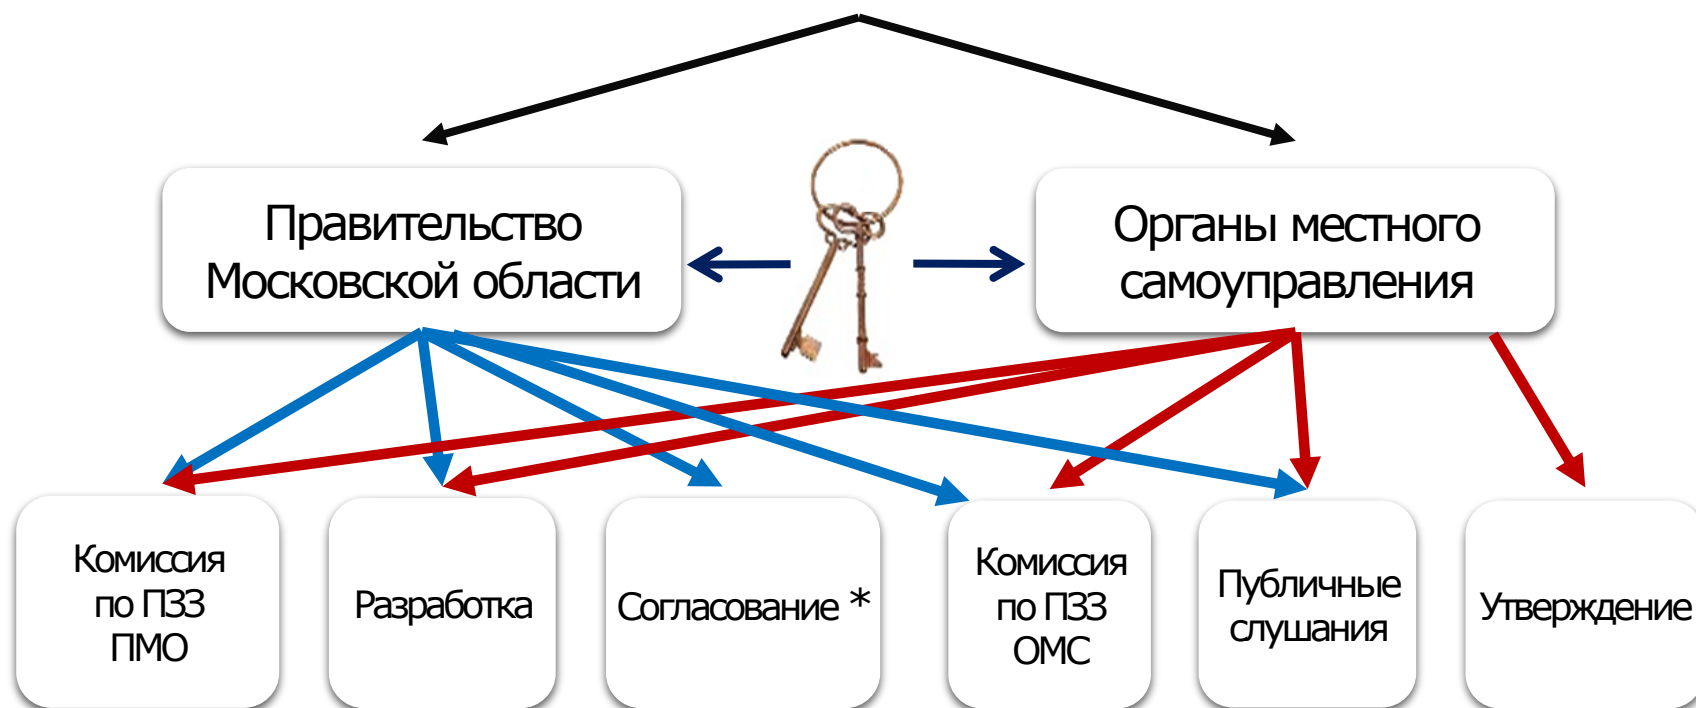 Правительство
Московской области
Органы местного
самоуправления
Комиссия
по ПЗЗ
ПМО
Разработка
Согласование *
Комиссия
по ПЗЗ
ОМС
Публичные
слушания
Утверждение